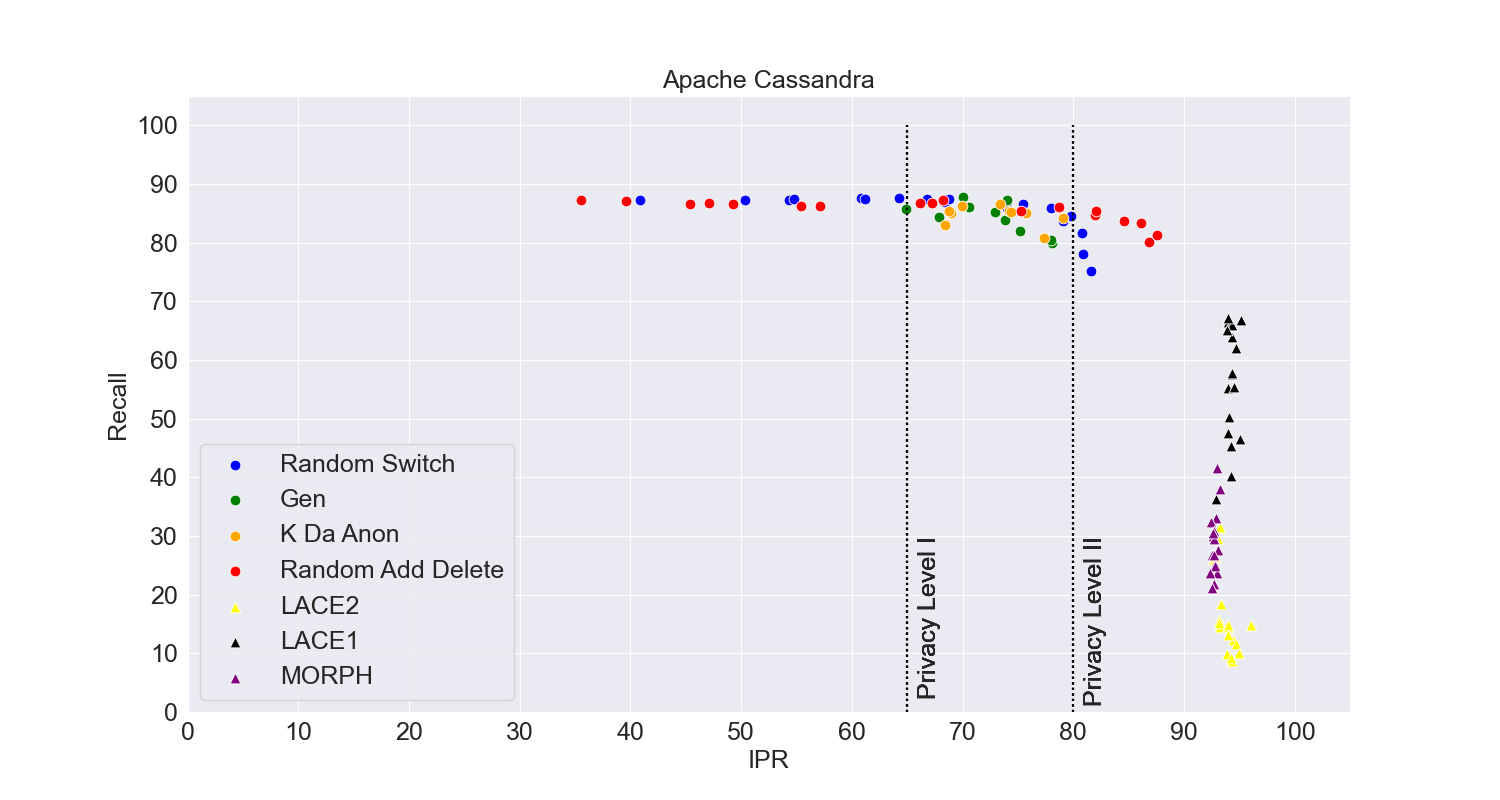 Apache Cassandra
100
90
80
70
60
50
40
30
20
10
0
Recall
Random Switch
Gen
K Da Anon
Random Add Delete
LACE2
LACE1
MORPH
Privacy Level I
Privacy Level II
0 10 20 30 40 50 60 70 80 90 100
IPR